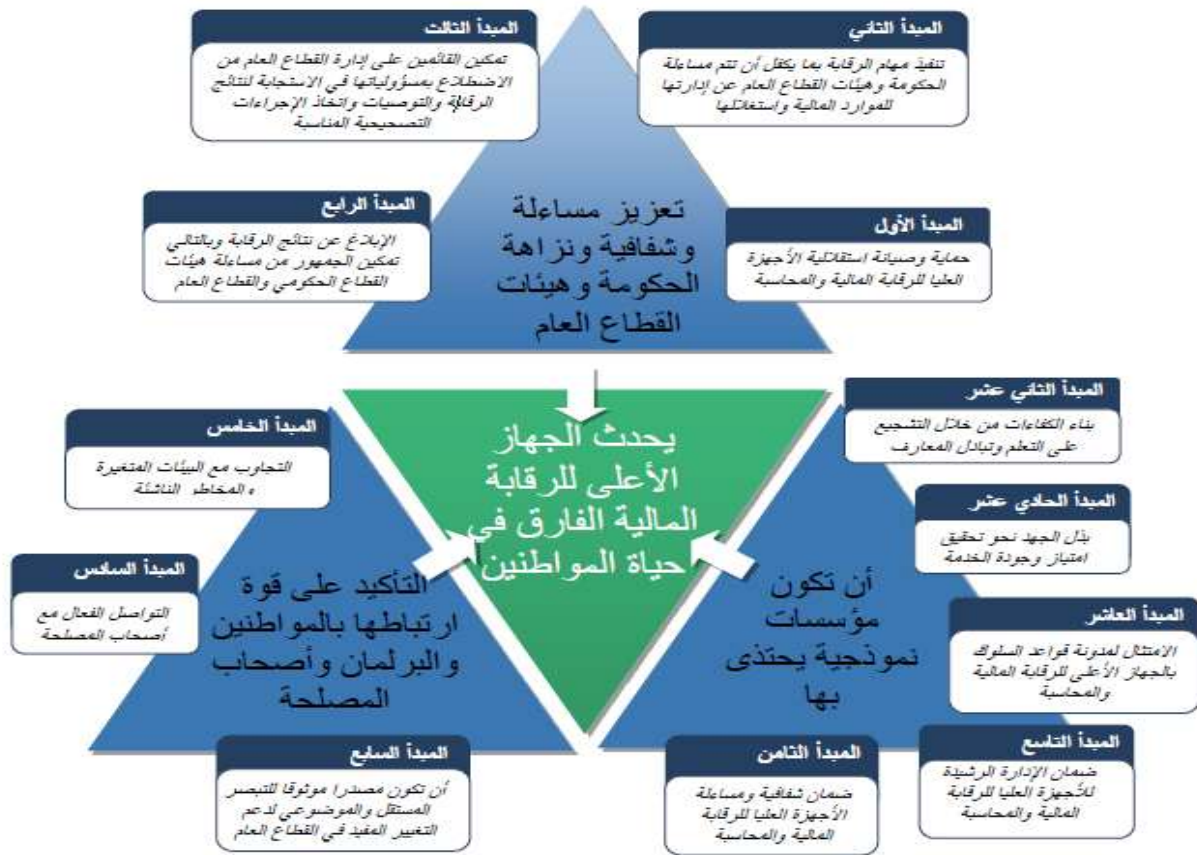 المبدأ الثالث
تمكين القائمين على إدارة القطاع العام من
الاضطلاع بمسؤولياتها في الاستجابة لنتائج
الرقابة والتوصيات واتخاذ الإجراءات
التصحيحية المناسبة
المبدأ الثاني
تنفيذ مهام الرقابة بما يكفل أن تتم مساءلة
الحكومة وهيئات القطاع العام عن إدارتها
للموارد المالية واستغلالها
المبدأ الرابع
الإبلاغ عن نتائج الرقابة وبالتالي
تمكين الجمهور من مساءلة هيئات
القطاع الحكومي والقطاع العام
المبدأ الأول
حماية وصيانة استقلالية الأجهزة
العليا للرقابة المالية والمحاسبة
تعزيز مساءلة
وشفافية ونزاهة
الحكومة وهيئات
القطاع العام
يحدث الجهاز
الأعلى للرقابة
المالية الفارق في
حياة المواطنين
المبدأ الثاني عشر
بناء الكفاءات من خلال التشجيع
على التعلم وتبادل المعارف
المبدأ الحادي عشر
بذل الجهد نحو تحقيق
امتياز وجودة الخدمة
المبدأ العاشر
الامتثال لمدونة قواعد السلوك
بالجهاز الأعلى للرقابة المالية
والمحاسبة
المبدأ التاسع
ضمان الإدارة الرشيدة
للأجهزة العليا للرقابة
المالية والمحاسبة
المبدأ الثامن
ضمان شفافية ومساءلة
الأجهزة العليا للرقابة
المالية والمحاسبة
أن تكون
مؤسسات
نموذجية يحتذى
بها
المبدأ الخامس
التجاوب مع البيئات المتغيرة
والمخاطر الناشئة
المبدأ السادس
التواصل الفعال مع
أصحاب المصلحة
التأكيد على قوة
ارتباطها بالمواطنين
والبرلمان وأصحاب
المصلحة
المبدأ السابع
أن تكون مصدرا موثوقا للتبصر
المستقل والموضوعي لدعم
التغيير المفيد في القطاع العام